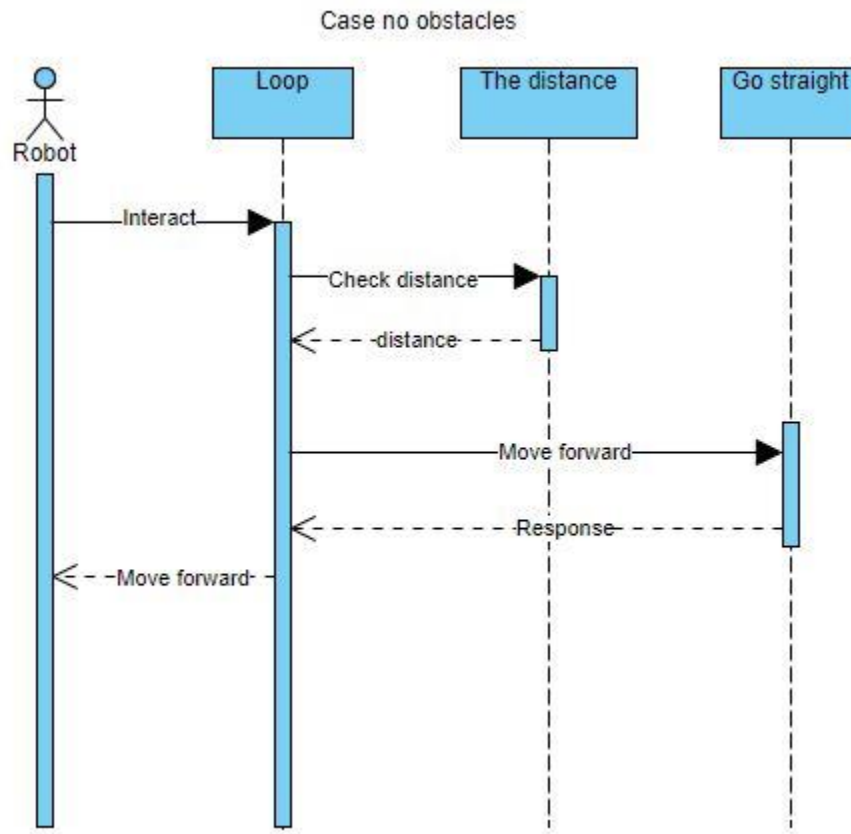 Case no obstacles
Loop
The distance
Go straight
Robot
Interact
Check distance
distance
Move forward
Response
Move forward